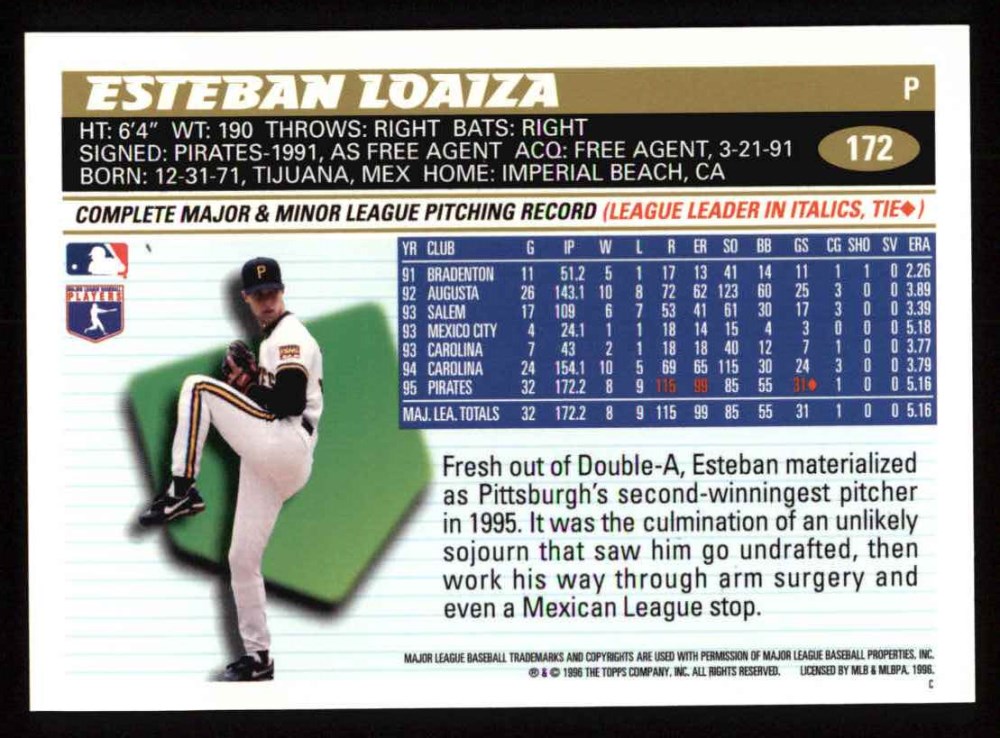 ESTEBAN LOAIZA P
HT: 6'4" WT: 190 THROWS: RIGHT BATS: RIGHT
SIGNED: PIRATES-1991, AS FREE AGENT ACQ: FREE AGENT, 3-21-91
172
BORN: 12-31-71, TIJUANA, MEX HOME: IMPERIAL BEACH, CA
COMPLETE MAJOR & MINOR LEAGUE PITCHING RECORD (LEAGUE LEADER IN ITALICS, TIE◆)
YR CLUB G IP W L R ER SO BB GS CG SHO SV ERA
91 BRADENTON 11 51.2 5 1 17 13 41 14 11 1 1 0 2.26
92 AUGUSTA 26 143.1 10 8 72 62 123 60 25 3 0 0 3.89
93 SALEM 17 109 6 7 53 41 61 30 17 3 0 0 3.39
93 MEXICO CITY 4 24.1 1 1 18 14 15 4 3 0 0 0 5.18
93 CAROLINA 7 43 2 1 18 18 40 12 7 1 0 0 3.77
94 CAROLINA 24 154.1 10 5 69 65 115 30 24 3 0 0 3.79
95 PIRATES 32 172.2 8 9 115 99 85 55 31◆ 1 0 0 5.16
MAJ. LEA. TOTALS 32 172.2 8 9 115 99 85 55 31 1 0 0 5.16
PLAYERS
P
Fresh out of Double-A, Esteban materialized
as Pittsburgh's second-winningest pitcher
in 1995. It was the culmination of an unlikely
sojourn that saw him go undrafted, then
work his way through arm surgery and
even a Mexican League stop.
MAJOR LEAGUE BASEBALL TRADEMARKS AND COPYRIGHTS ARE USED WITH PERMISSION OF MAJOR LEAGUE BASEBALL PROPERTIES, INC.
® & © 1996 THE TOPPS COMPANY, INC. ALL RIGHTS RESERVED. LICENSED BY MLB & MLBPA, 1996.
C